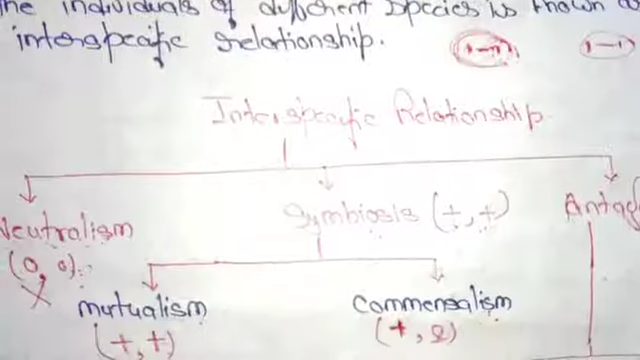 the individuals of different species is known as
interspecific relationship.
Interspecific Relationship
Neutralism
(0, 0)
Symbiosis (+, +)
Antag
mutualism
(+, +)
Commensalism
(+, 0)